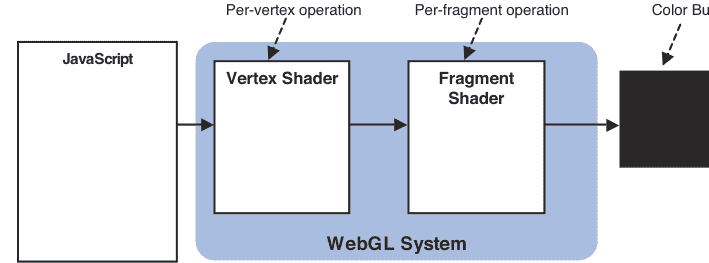 Per-vertex operation
Per-fragment operation
Color Bu
JavaScript
Vertex Shader
Fragment
Shader
WebGL System